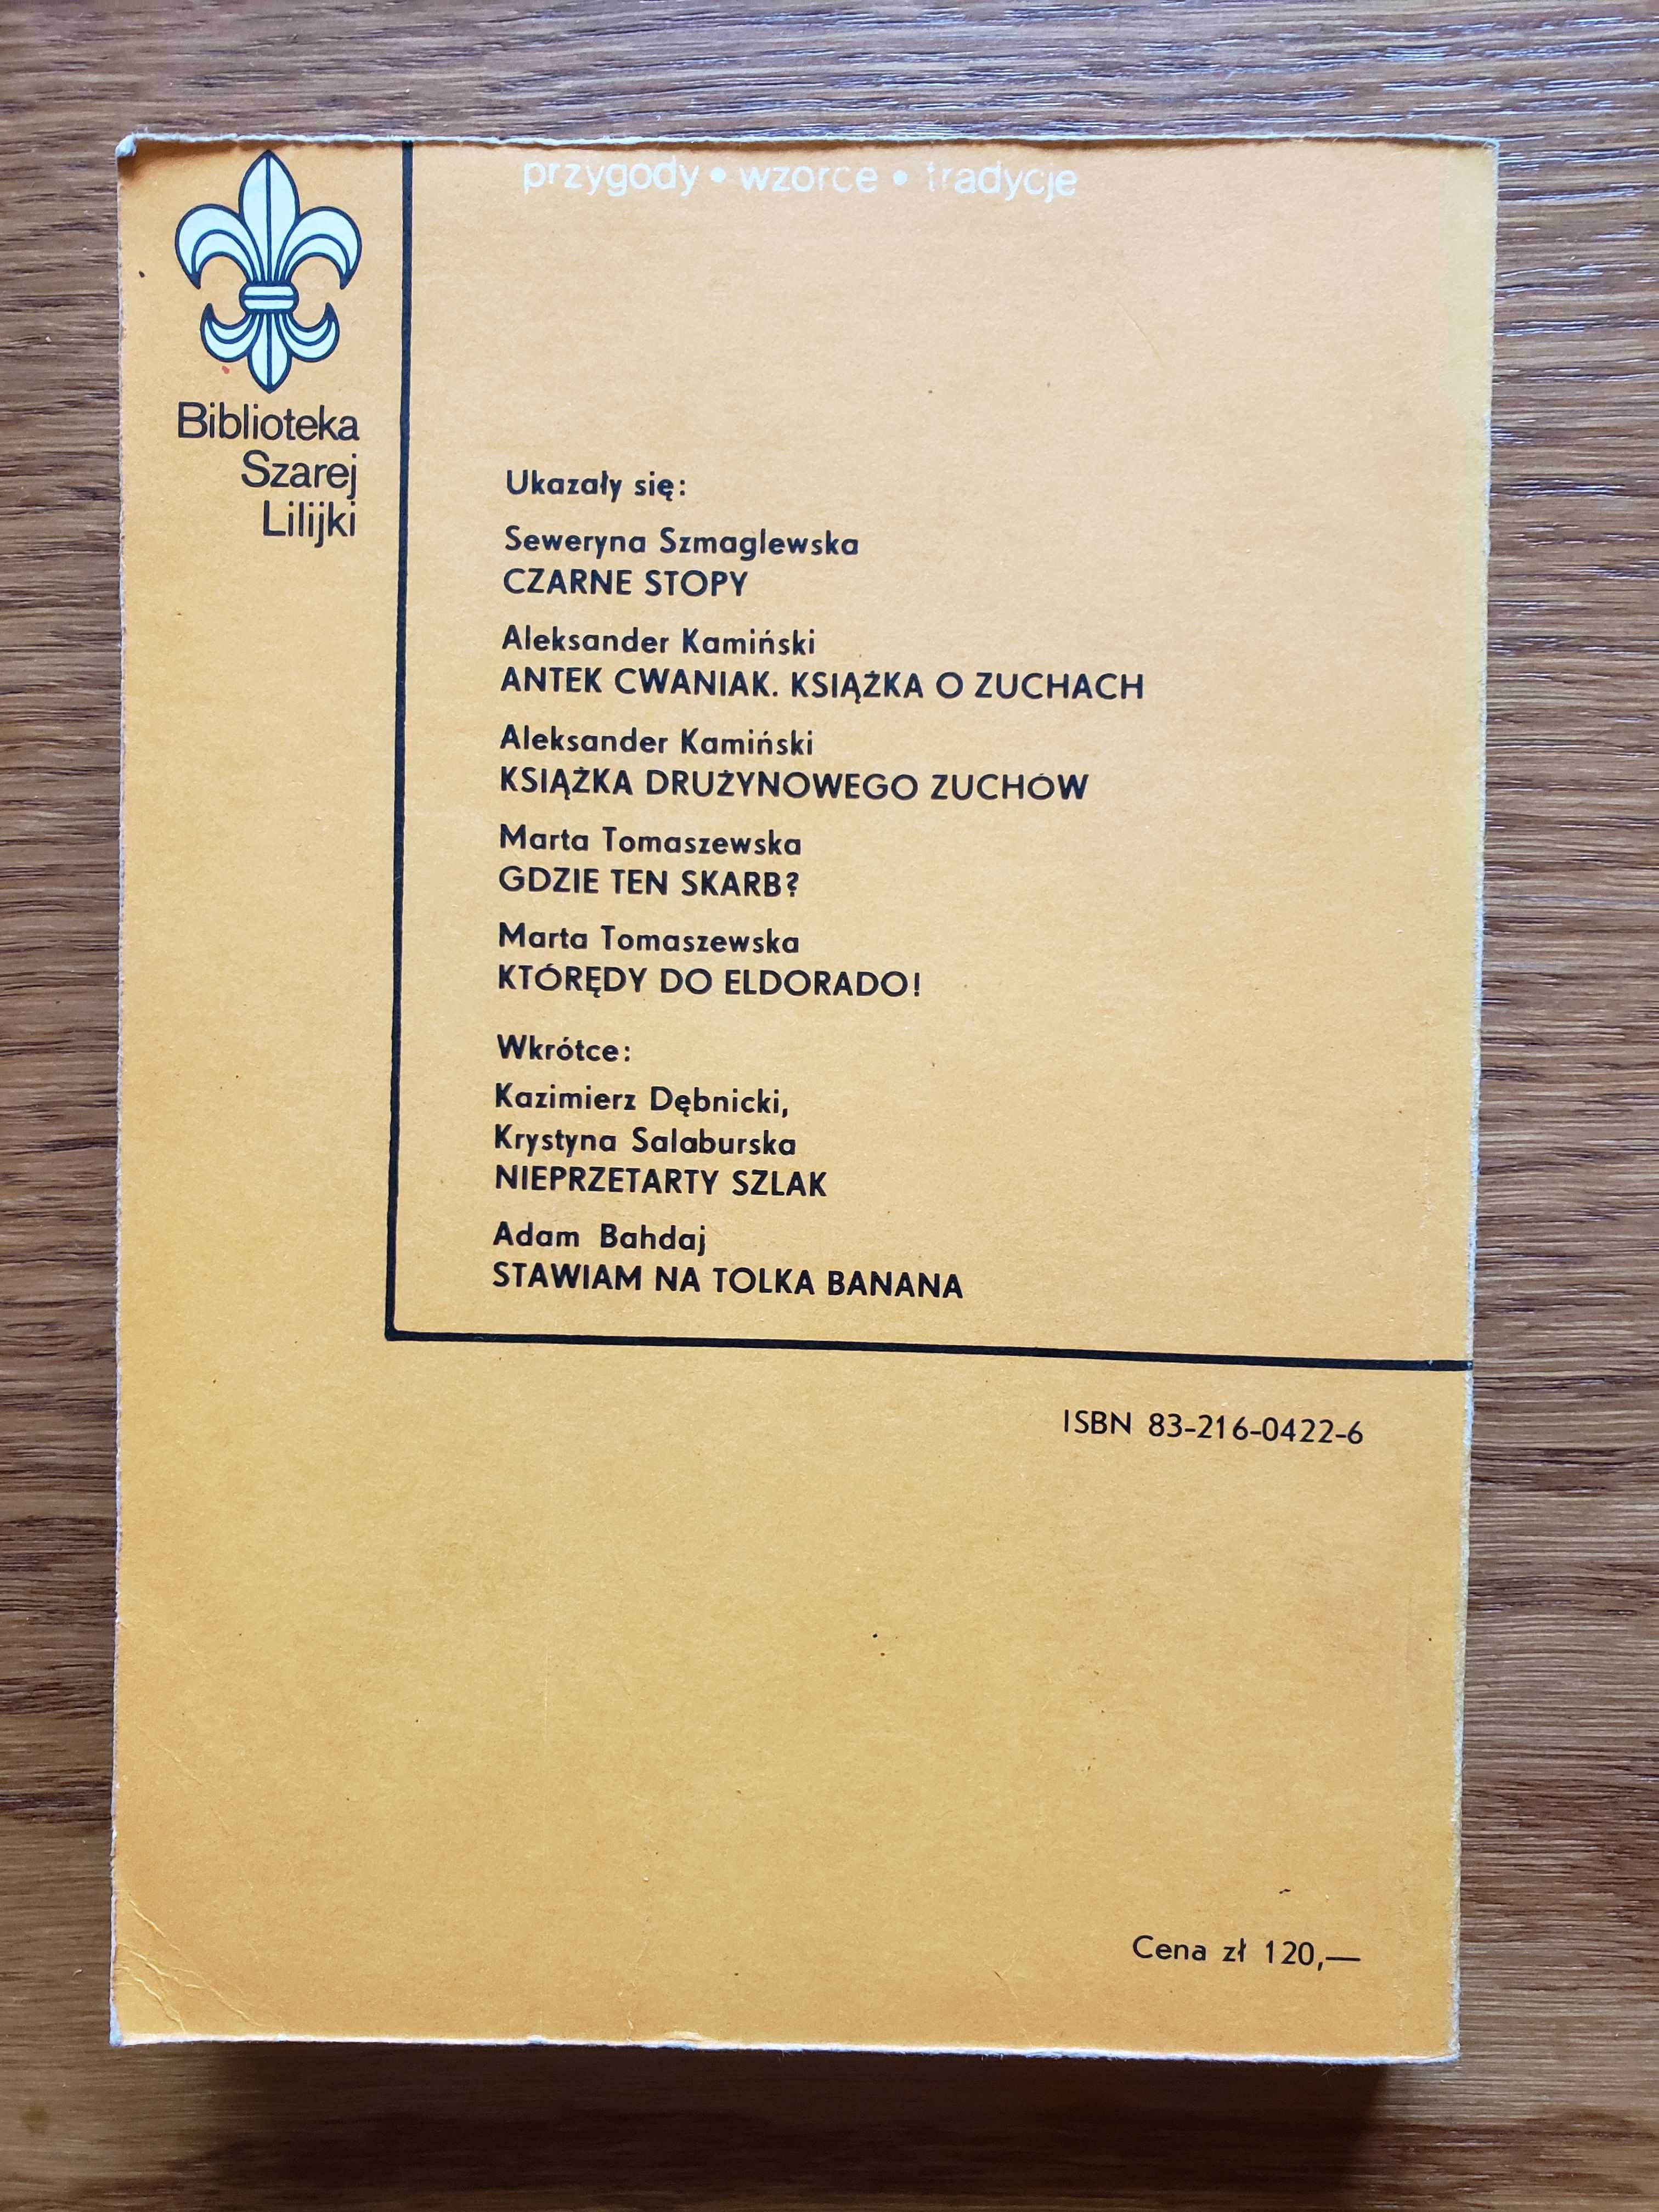 przygody • wzorce • tradycje
Biblioteka
Szarej
Lilijki
Ukazały się:
Seweryna Szmaglewska
CZARNE STOPY
Aleksander Kamiński
ANTEK CWANIAK. KSIĄŻKA O ZUCHACH
Aleksander Kamiński
KSIĄŻKA DRUŻYNOWEGO ZUCHÓW
Marta Tomaszewska
GDZIE TEN SKARB?
Marta Tomaszewska
KTÓRĘDY DO ELDORADO!
Wkrótce:
Kazimierz Dębnicki,
Krystyna Salaburska
NIEPRZETARTY SZLAK
Adam Bahdaj
STAWIAM NA TOLKA BANANA
ISBN 83-216-0422-6
Cena zł 120,—